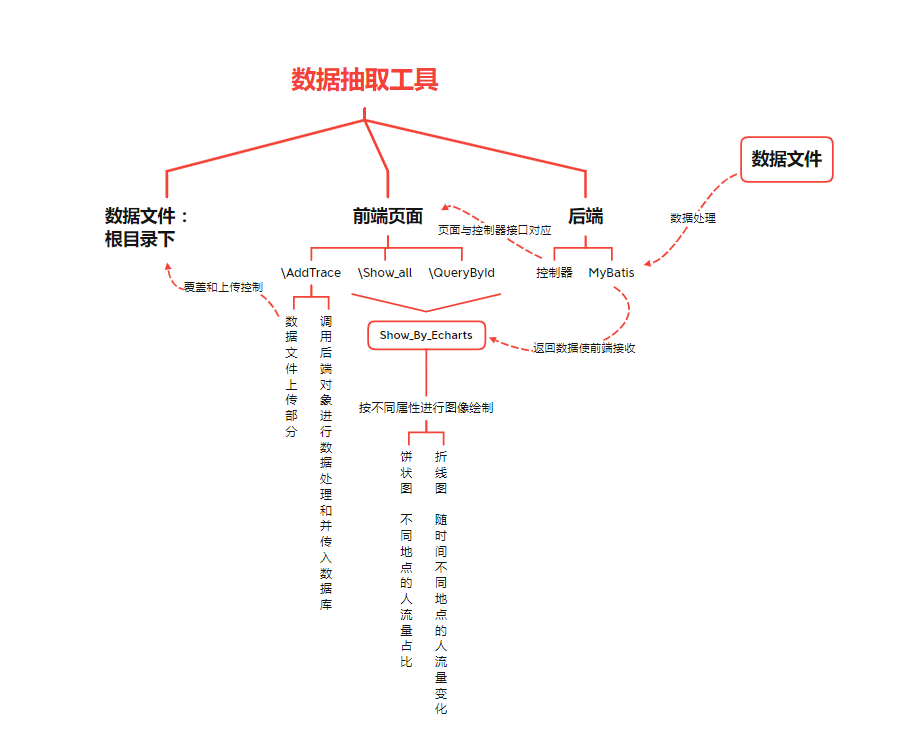 数据抽取工具
数据文件
数据文件：
根目录下
前端页面
后端
数据处理
页面与控制器接口对应
\AddTrace
\Show_all
\QueryById
控制器
MyBatis
覆盖和上传控制
数据文件上传部分
调用后端对象进行数据处理和并传入数据库
Show_By_Echarts
返回数据使前端接收
按不同属性进行图像绘制
饼状图 不同地点的人流量占比
折线图 随时间不同地点的人流量变化